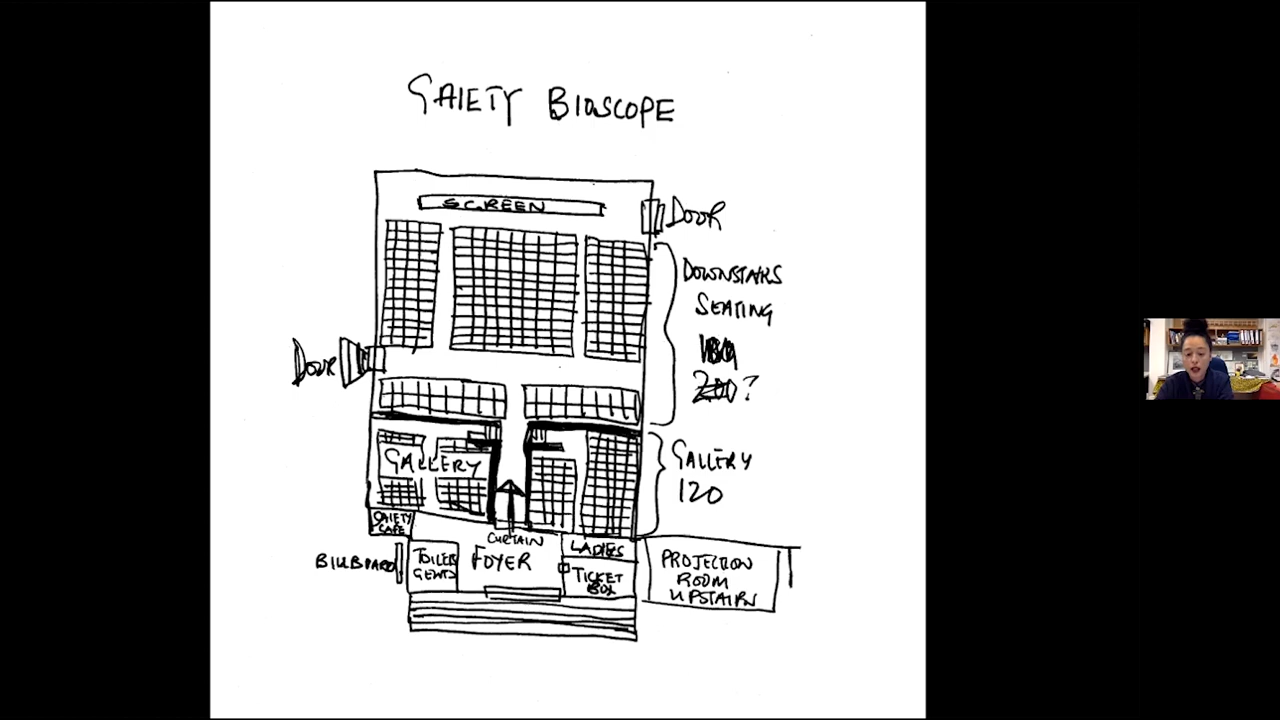 GAIETY BIOSCOPE
SCREEN
DOOR
DOWNSTAIRS
SEATING
200?
DOOR
GALLERY
GALLERY
120
GAIETY
CAFE
CURTAIN
FOYER
LADIES
BILLBOARD
TOILET
GENTS
TICKET
BOX
PROJECTION
ROOM
UPSTAIRS